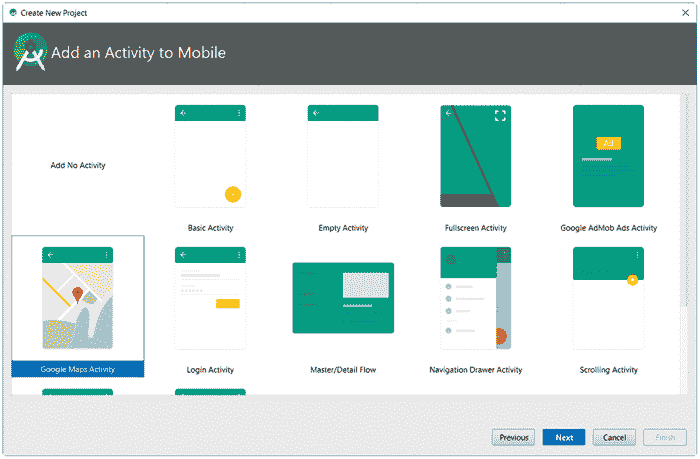 Create New Project
Add an Activity to Mobile
Add No Activity
Basic Activity
Empty Activity
Fullscreen Activity
Ad
Google AdMob Ads Activity
Google Maps Activity
Login Activity
Master/Detail Flow
Navigation Drawer Activity
Scrolling Activity
Previous
Next
Cancel
Finish